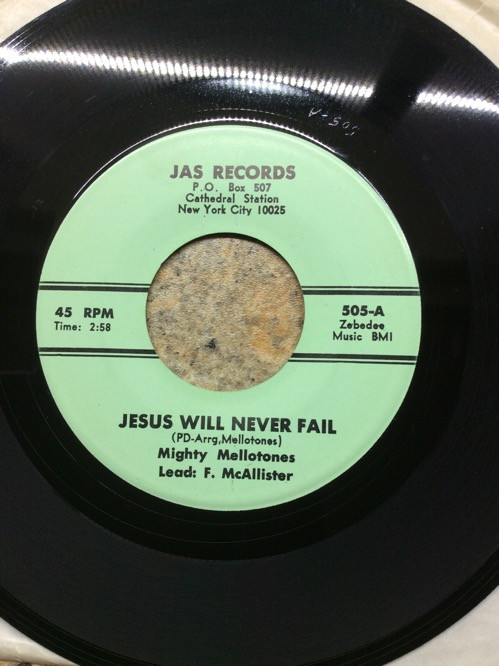 505-A
JAS RECORDS
P.O. Box 507
Cathedral Station
New York City 10025
45 RPM
Time: 2:58
505-A
Zebedee
Music BMI
JESUS WILL NEVER FAIL
(PD-Arrg,Mellotones)
Mighty Mellotones
Lead: F. McAllister